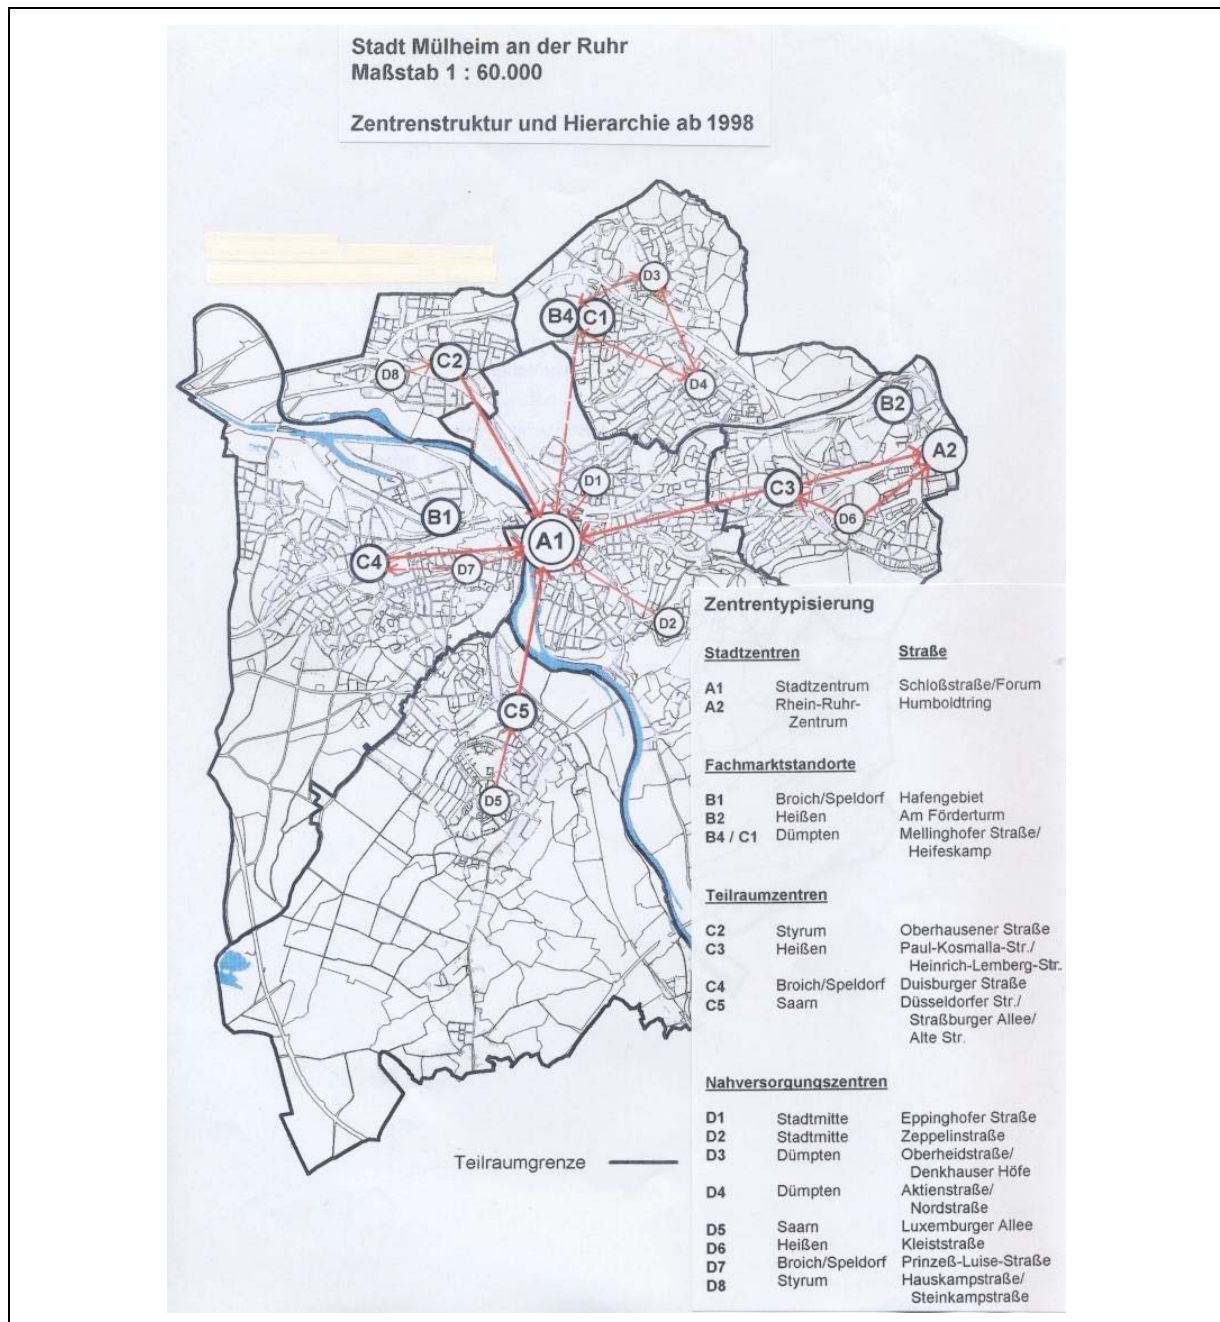 Stadt Mülheim an der Ruhr
Maßstab 1 : 60.000
Zentrenstruktur und Hierarchie ab 1998
D3
B4 C1
D8 C2
D4
B2
A2
D1
C3
B1
D6
A1
C4
D7
D2
C5
D5
Teilraumgrenze
Zentrentypisierung
Stadtzentren Straße
A1 Stadtzentrum Schloßstraße/Forum
A2 Rhein-Ruhr- Humboldtring
Zentrum
Fachmarktstandorte
B1 Broich/Speldorf Hafengebiet
B2 Heißen Am Förderturm
B4 / C1 Dümpten Mellinghofer Straße/
Heifeskamp
Teilraumzentren
C2 Styrum Oberhausener Straße
C3 Heißen Paul-Kosmalla-Str./
Heinrich-Lemberg-Str.
C4 Broich/Speldorf Duisburger Straße
C5 Saarn Düsseldorfer Str./
Straßburger Allee/
Alte Str.
Nahversorgungszentren
D1 Stadtmitte Eppinghofer Straße
D2 Stadtmitte Zeppelinstraße
D3 Dümpten Oberheidstraße/
Denkhauser Höfe
D4 Dümpten Aktienstraße/
Nordstraße
D5 Saarn Luxemburger Allee
D6 Heißen Kleiststraße
D7 Broich/Speldorf Prinzeß-Luise-Straße
D8 Styrum Hauskampstraße/
Steinkampstraße